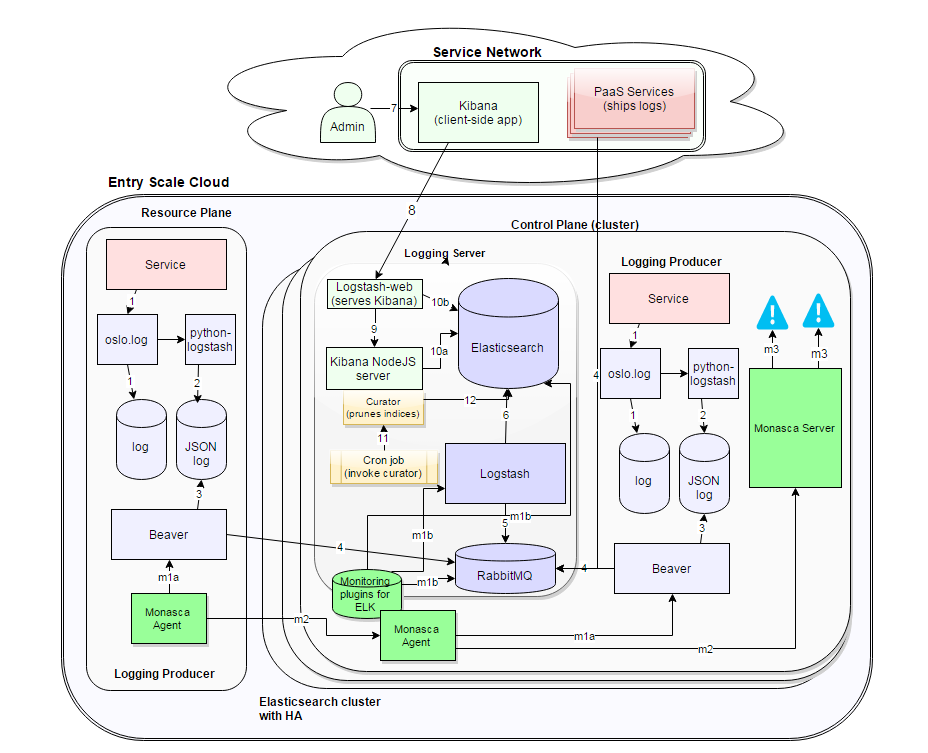 Service Network
Admin
7
Kibana
(client-side app)
PaaS Services
(ships logs)
Entry Scale Cloud
Resource Plane
8
Control Plane (cluster)
Service
1
oslo.log
python-
logstash
1
2
log
JSON
log
3
Beaver
4
m1a
Monasca
Agent
m2
Logging Producer
Logging Server
Logstash-web
(serves Kibana)
10b
9
10a
Kibana NodeJS
server
Elasticsearch
Curator
(prunes indices)
12
6
11
Cron job
(invoke curator)
Logstash
m1b
5
m1b
RabbitMQ
Monitoring
plugins for
ELK
m1b
Monasca
Agent
m1a
m2
Logging Producer
Service
1
4
oslo.log
python-
logstash
1
2
log
JSON
log
3
4
Beaver
m3
m3
Monasca Server
Elasticsearch cluster
with HA